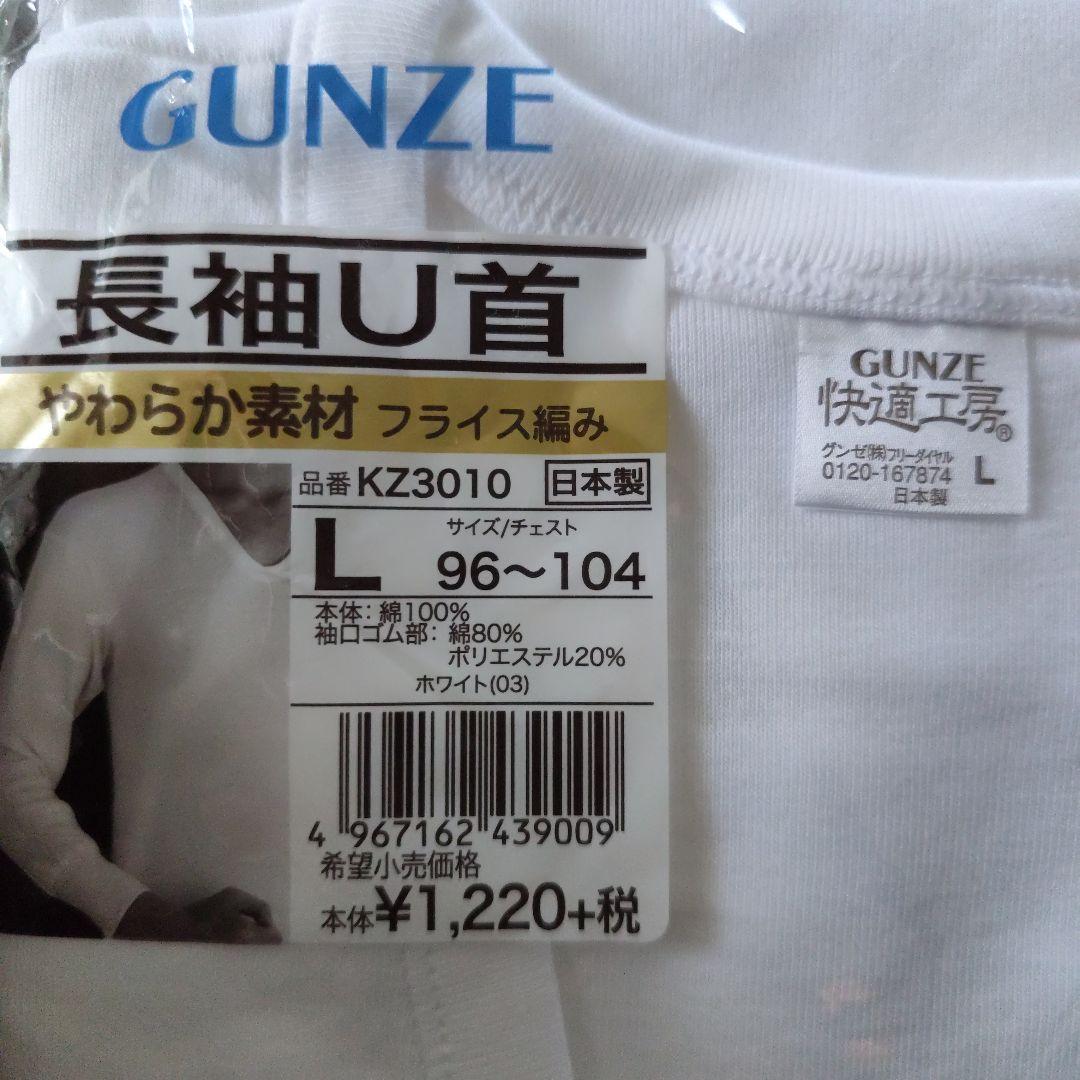 GUNZE
長袖U首
やわらか素材 フライス編み
品番 KZ3010 日本製
サイズ/チェスト
L 96～104
本体：綿100%
袖口ゴム部：綿80%
ポリエステル20%
ホワイト(03)
4 967162 439009
希望小売価格
本体¥1,220+税
GUNZE
快適工房®
グンゼ(株)フリーダイヤル
0120-167874 L
日本製